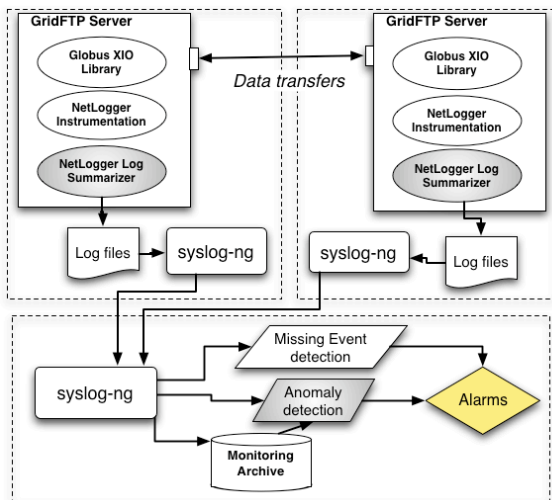 GridFTP Server
Globus XIO
Library
NetLogger
Instrumentation
NetLogger Log
Summarizer
Log files
syslog-ng
Data transfers
GridFTP Server
Globus XIO
Library
NetLogger
Instrumentation
NetLogger Log
Summarizer
syslog-ng
Log files
syslog-ng
Missing Event
detection
Anomaly
detection
Alarms
Monitoring
Archive